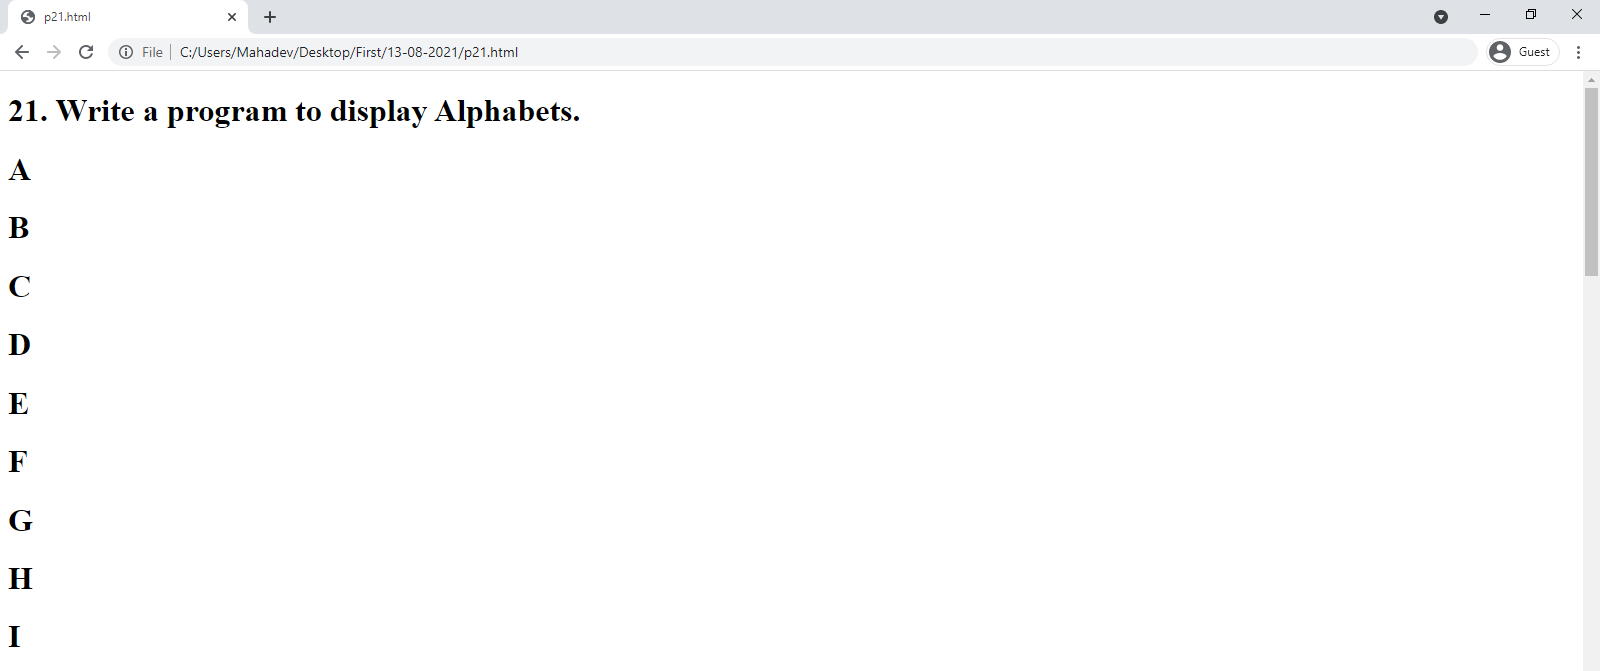 p21.html
File
C:/Users/Mahadev/Desktop/First/13-08-2021/p21.html
Guest
21. Write a program to display Alphabets.
A
B
C
D
E
F
G
H
I